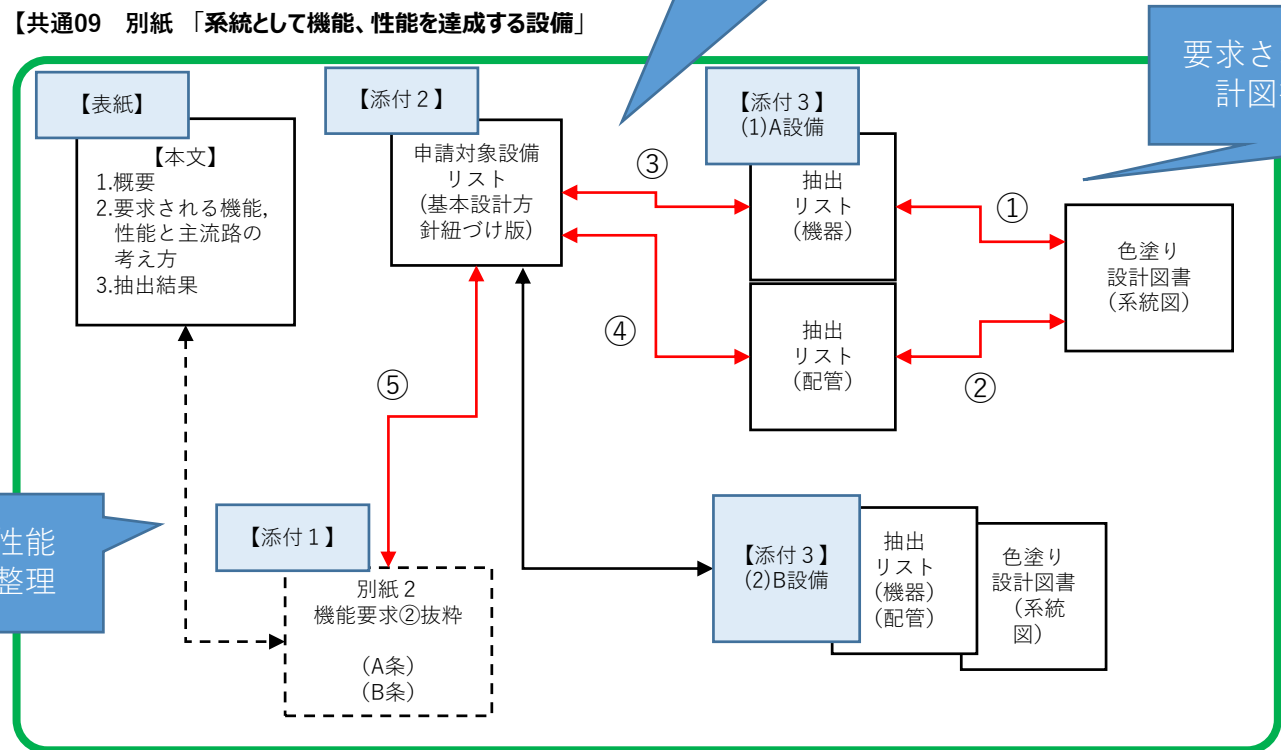 【共通09　別紙　「系統として機能、性能を達成する設備」
要求さ
計図
【表紙】
【本文】
1.概要
2.要求される機能,
性能と主流路の
考え方
3.抽出結果
【添付２】
申請対象設備
リスト
(基本設計方
針紐づけ版)
③
④
⑤
【添付３】
(1)A設備
抽出
リスト
(機器)
抽出
リスト
(配管)
①
②
色塗り
設計図書
(系統図)
性能
整理
【添付１】
別紙２
機能要求②抜粋
(A条)
(B条)
【添付３】
(2)B設備
抽出
リスト
(機器)
(配管)
色塗り
設計図書
(系統
図)